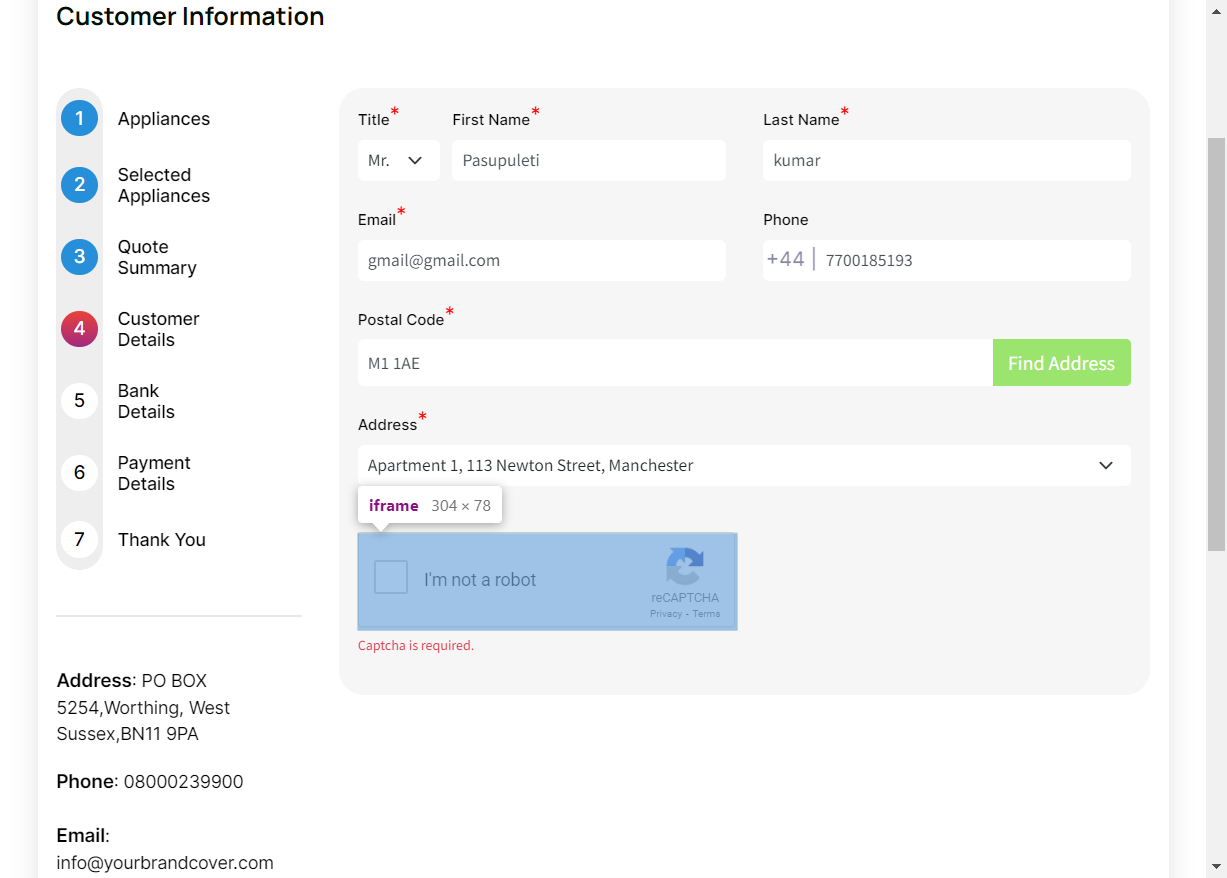 Customer Information
1 Appliances
2 Selected
Appliances
3 Quote
Summary
4 Customer
Details
5 Bank
Details
6 Payment
Details
7 Thank You
Address: PO BOX
5254,Worthing, West
Sussex,BN11 9PA
Phone: 08000239900
Email:
info@yourbrandcover.com
Title* First Name* Last Name*
Mr. Pasupuleti kumar
Email* Phone
gmail@gmail.com +44 | 7700185193
Postal Code*
M1 1AE Find Address
Address*
Apartment 1, 113 Newton Street, Manchester
iframe 304 × 78
I'm not a robot
reCAPTCHA
Privacy - Terms
Captcha is required.